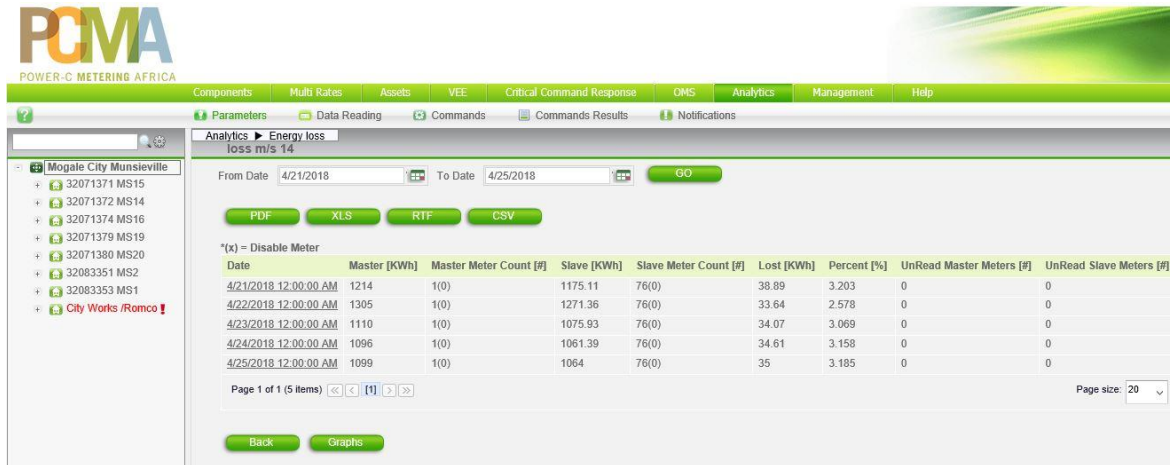 PCMA
POWER-C METERING AFRICA
Components Multi Rates Assets VEE Critical Command Response OMS Analytics Management Help
? Parameters Data Reading Commands Commands Results Notifications
Analytics ► Energy loss
loss m/s 14
Mogale City Munsieville
32071371 MS15
32071372 MS14
32071374 MS16
32071379 MS19
32071380 MS20
32083351 MS2
32083353 MS1
City Works /Romco !
From Date 4/21/2018 To Date 4/25/2018 GO
PDF XLS RTF CSV
*(x) = Disable Meter
Date Master [KWh] Master Meter Count [#] Slave [KWh] Slave Meter Count [#] Lost [KWh] Percent [%] UnRead Master Meters [#] UnRead Slave Meters [#]
4/21/2018 12:00:00 AM 1214 1(0) 1175.11 76(0) 38.89 3.203 0 0
4/22/2018 12:00:00 AM 1305 1(0) 1271.36 76(0) 33.64 2.578 0 0
4/23/2018 12:00:00 AM 1110 1(0) 1075.93 76(0) 34.07 3.069 0 0
4/24/2018 12:00:00 AM 1096 1(0) 1061.39 76(0) 34.61 3.158 0 0
4/25/2018 12:00:00 AM 1099 1(0) 1064 76(0) 35 3.185 0 0
Page 1 of 1 (5 items) [1] Page size: 20
Back Graphs